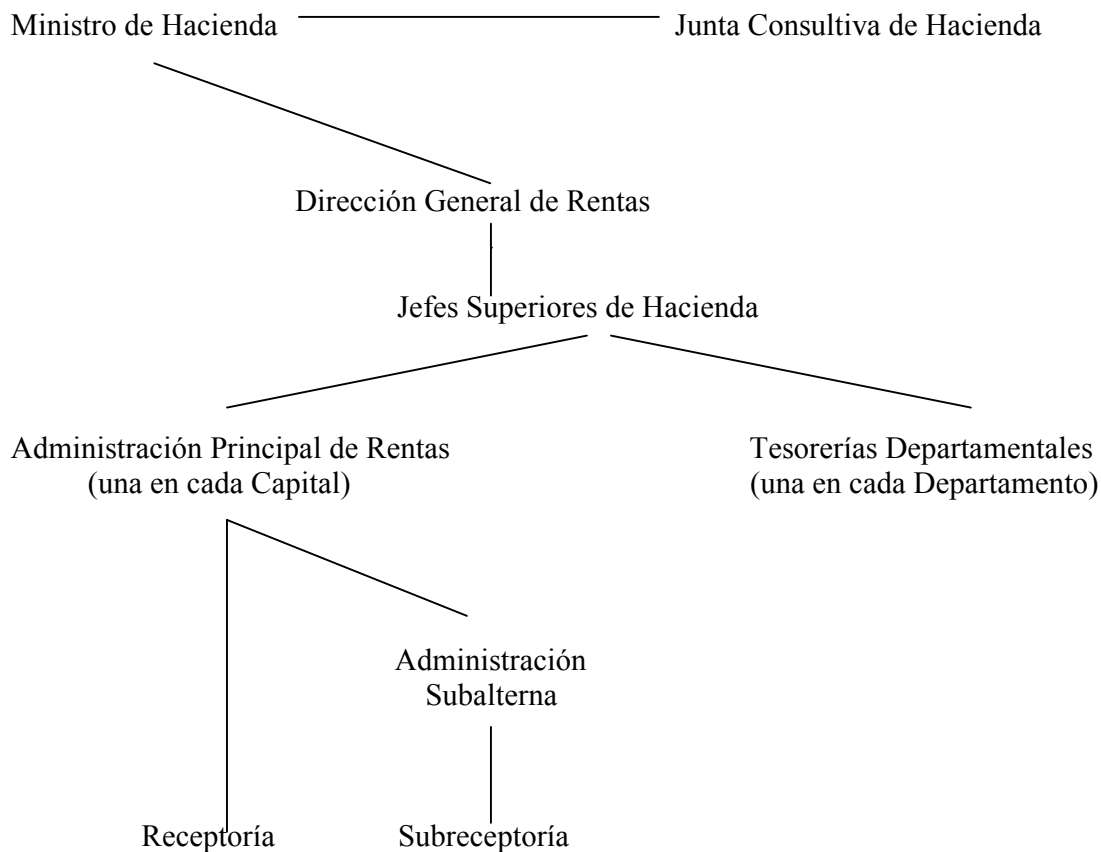 Ministro de Hacienda
Junta Consultiva de Hacienda
Dirección General de Rentas
Jefes Superiores de Hacienda
Administración Principal de Rentas
(una en cada Capital)
Tesorerías Departamentales
(una en cada Departamento)
Administración
Subalterna
Receptoría
Subreceptoría